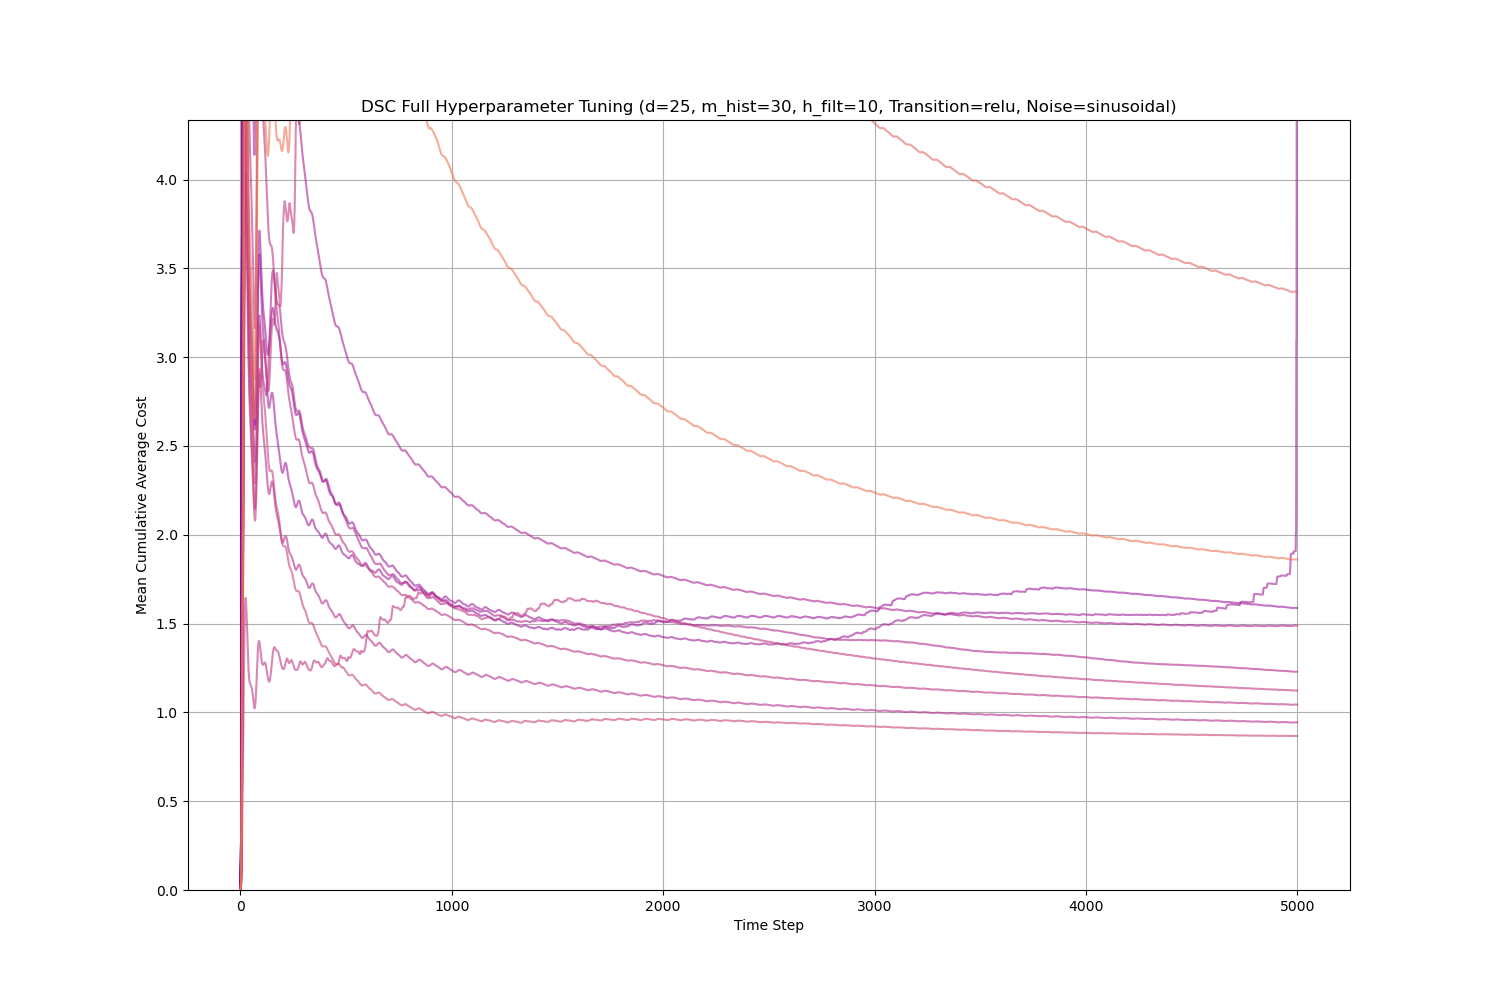 DSC Full Hyperparameter Tuning (d=25, m_hist=30, h_filt=10, Transition=relu, Noise=sinusoidal)
Mean Cumulative Average Cost
4.0
3.5
3.0
2.5
2.0
1.5
1.0
0.5
0.0
0 1000 2000 3000 4000 5000
Time Step